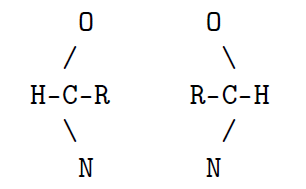 O O
/ \
H-C-R R-C-H
\ /
N N